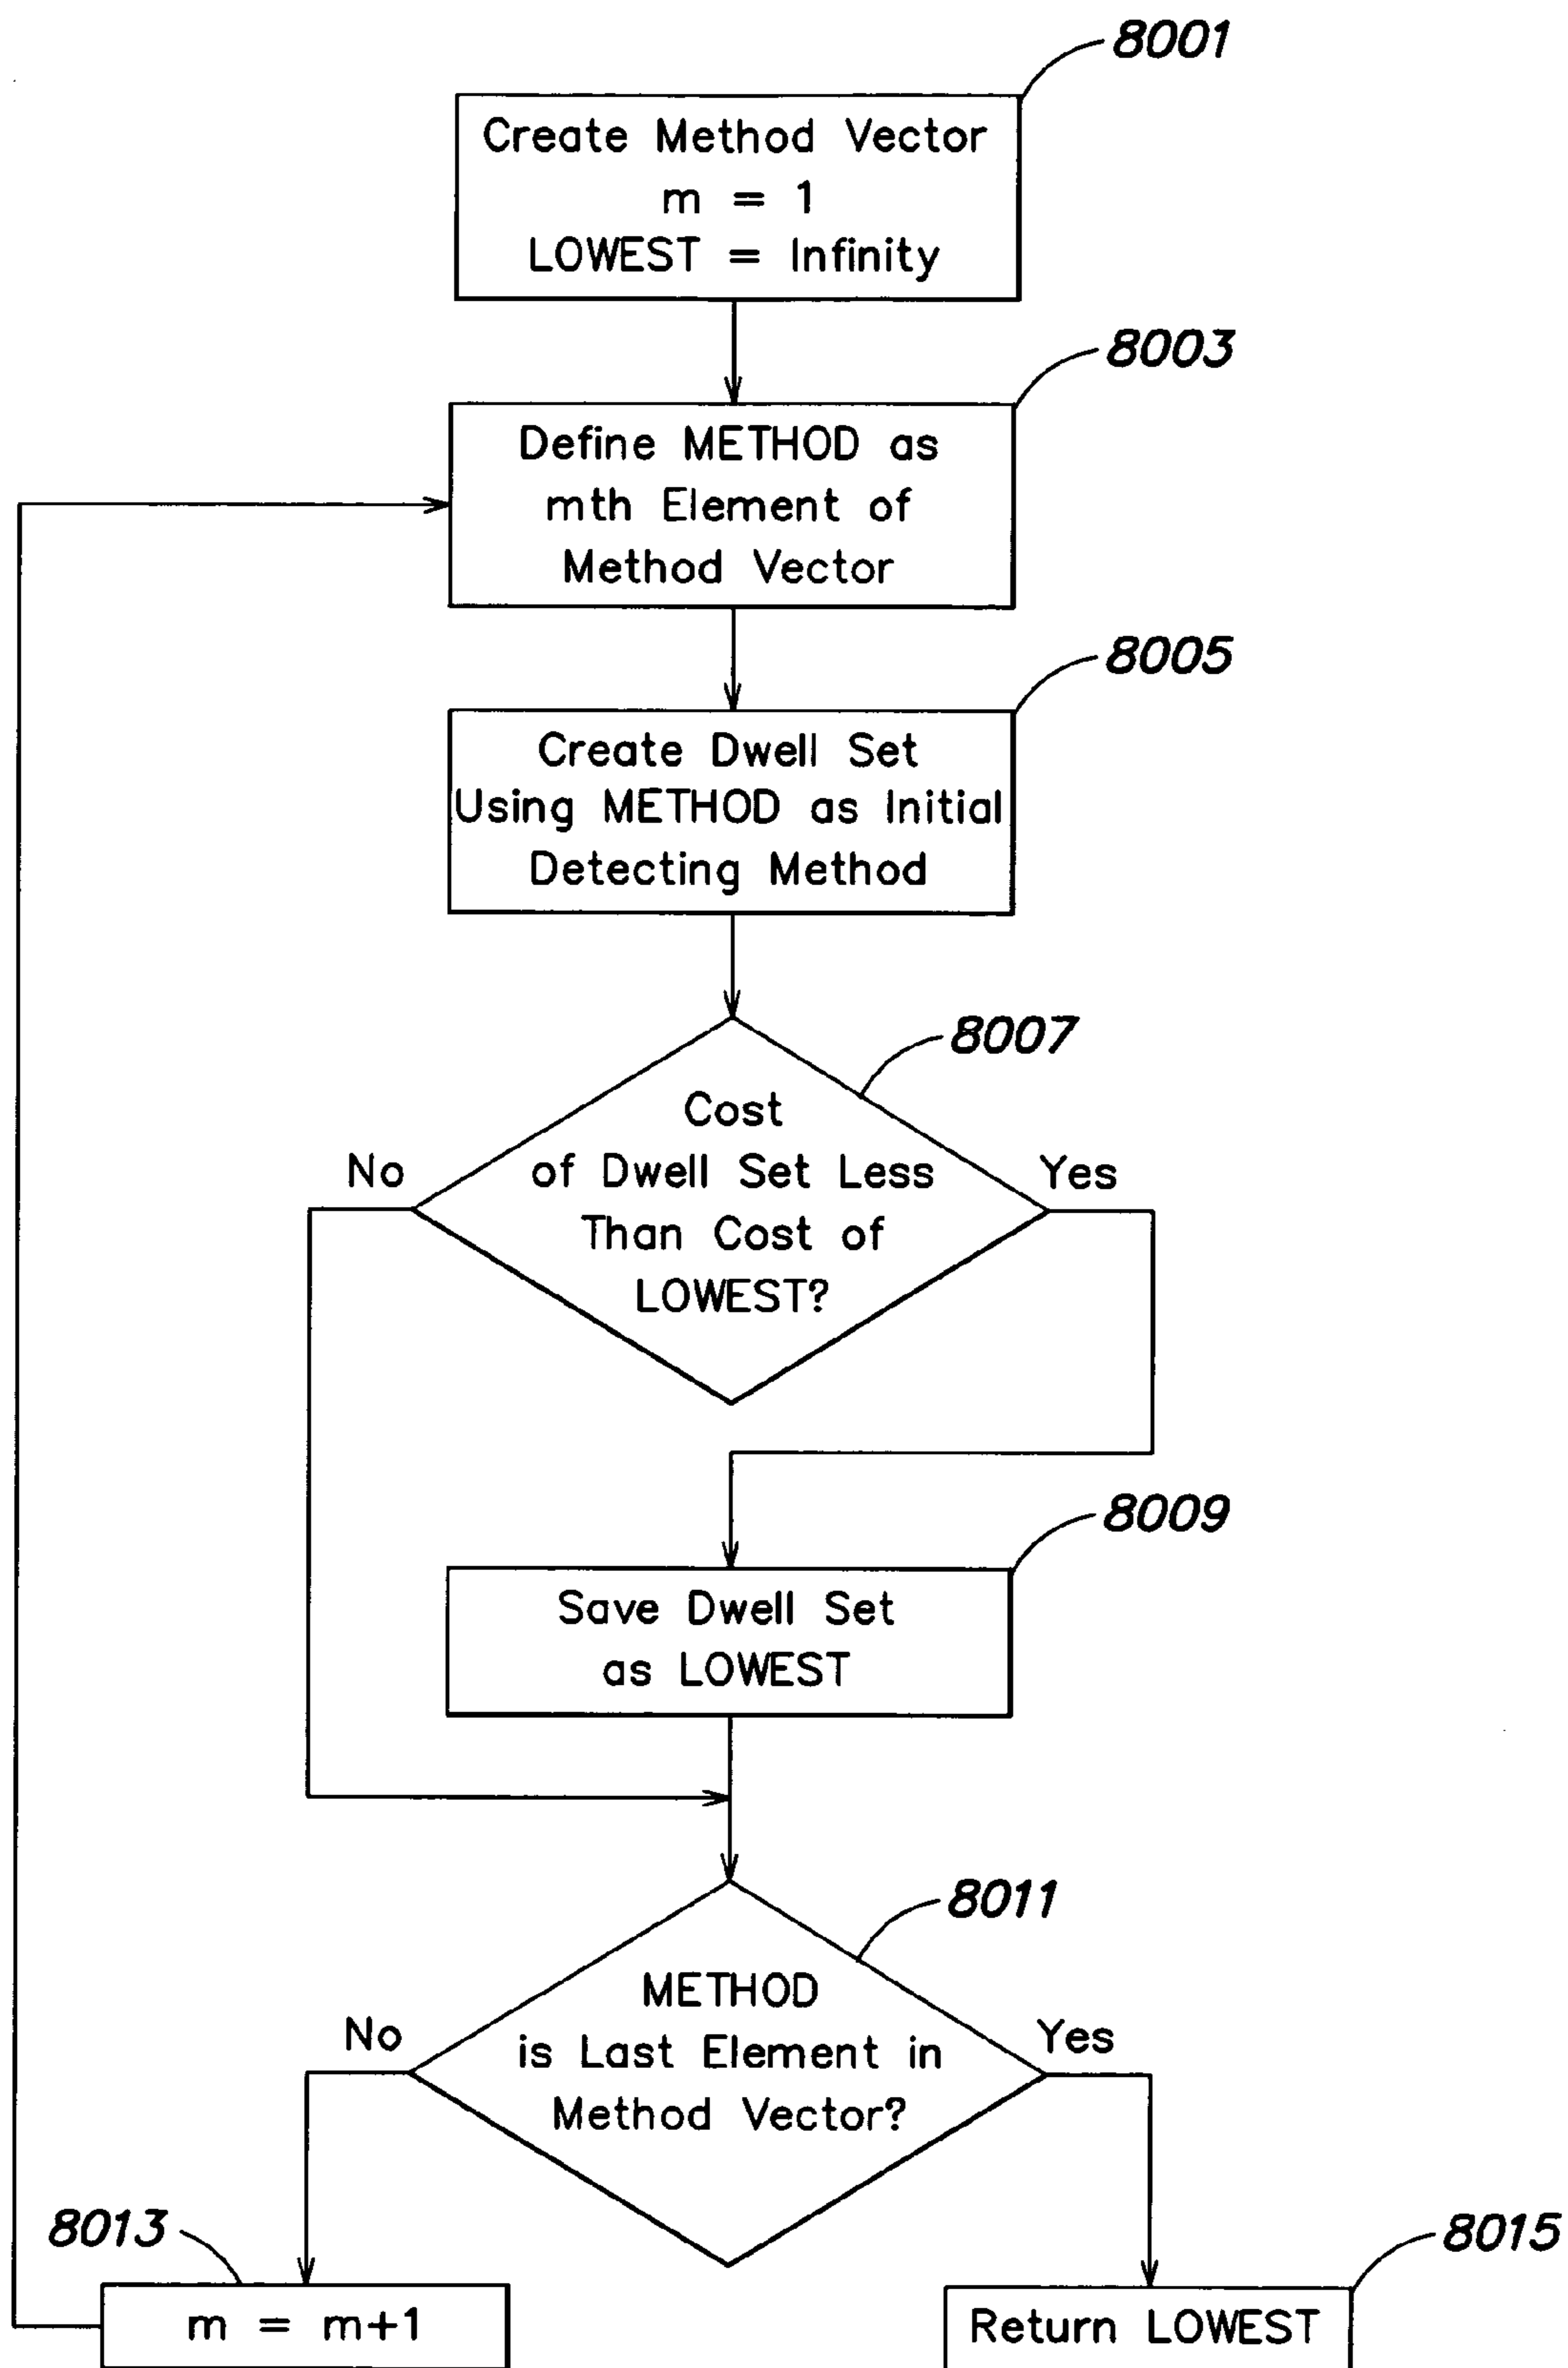 8001
Create Method Vector
m = 1
LOWEST = Infinity
8003
Define METHOD as
mth Element of
Method Vector
8005
Create Dwell Set
Using METHOD as Initial
Detecting Method
8007
Cost
of Dwell Set Less
Than Cost of
LOWEST?
No
Yes
8009
Save Dwell Set
as LOWEST
8011
METHOD
is Last Element in
Method Vector?
No
Yes
8013
m = m+1
8015
Return LOWEST